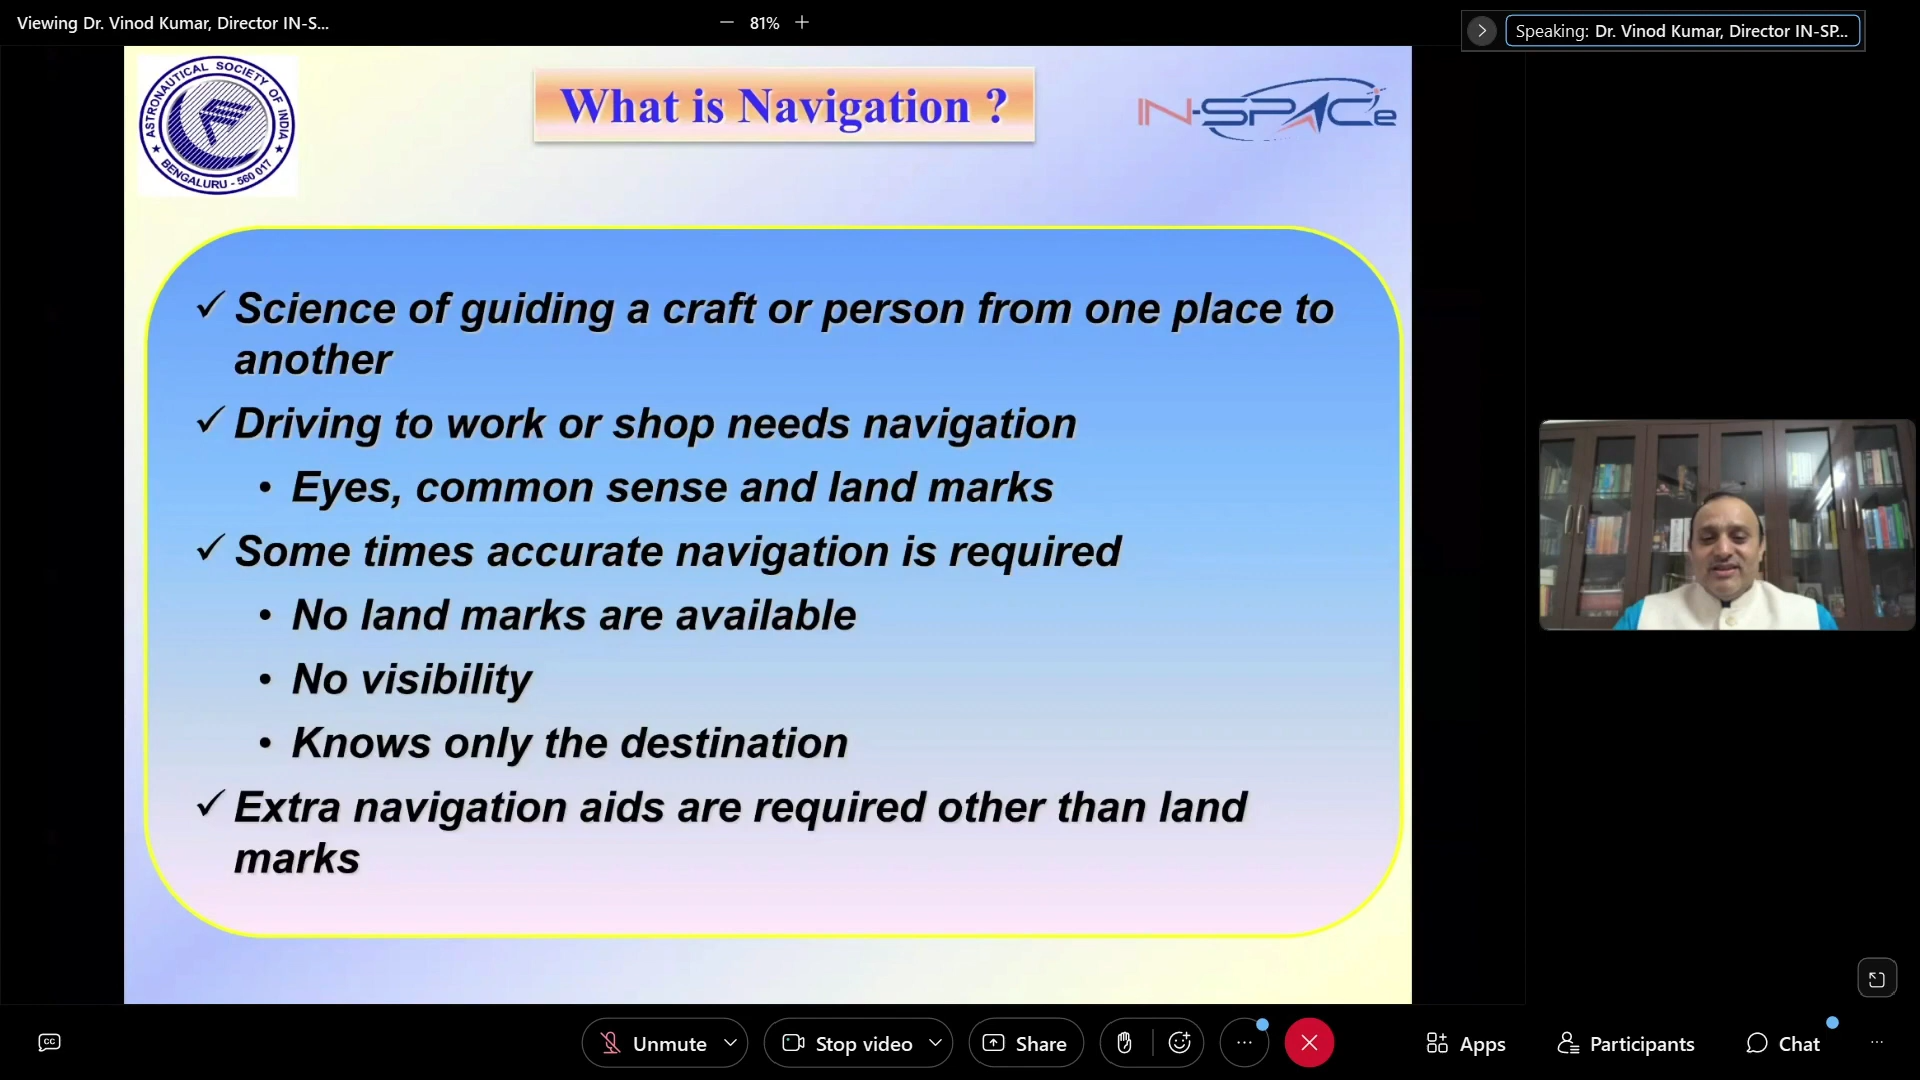 Viewing Dr. Vinod Kumar, Director IN-S...
81%
Speaking: Dr. Vinod Kumar, Director IN-SP...
ASTRONAUTICAL SOCIETY OF INDIA
BENGALURU - 560 017
What is Navigation ?
IN-SPACe
Science of guiding a craft or person from one place to
another
Driving to work or shop needs navigation
Eyes, common sense and land marks
Some times accurate navigation is required
No land marks are available
No visibility
Knows only the destination
Extra navigation aids are required other than land
marks
CC
Unmute
Stop video
Share
Apps
Participants
Chat